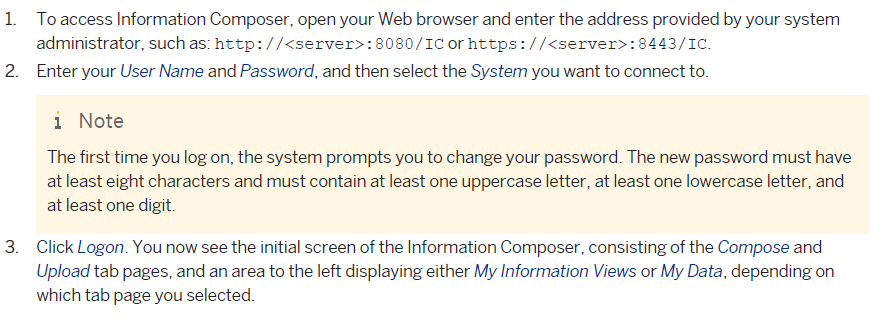 1. To access Information Composer, open your Web browser and enter the address provided by your system
administrator, such as: http://<server>:8080/IC or https://<server>:8443/IC.
2. Enter your User Name and Password, and then select the System you want to connect to.
i Note
The first time you log on, the system prompts you to change your password. The new password must have
at least eight characters and must contain at least one uppercase letter, at least one lowercase letter, and
at least one digit.
3. Click Logon. You now see the initial screen of the Information Composer, consisting of the Compose and
Upload tab pages, and an area to the left displaying either My Information Views or My Data, depending on
which tab page you selected.